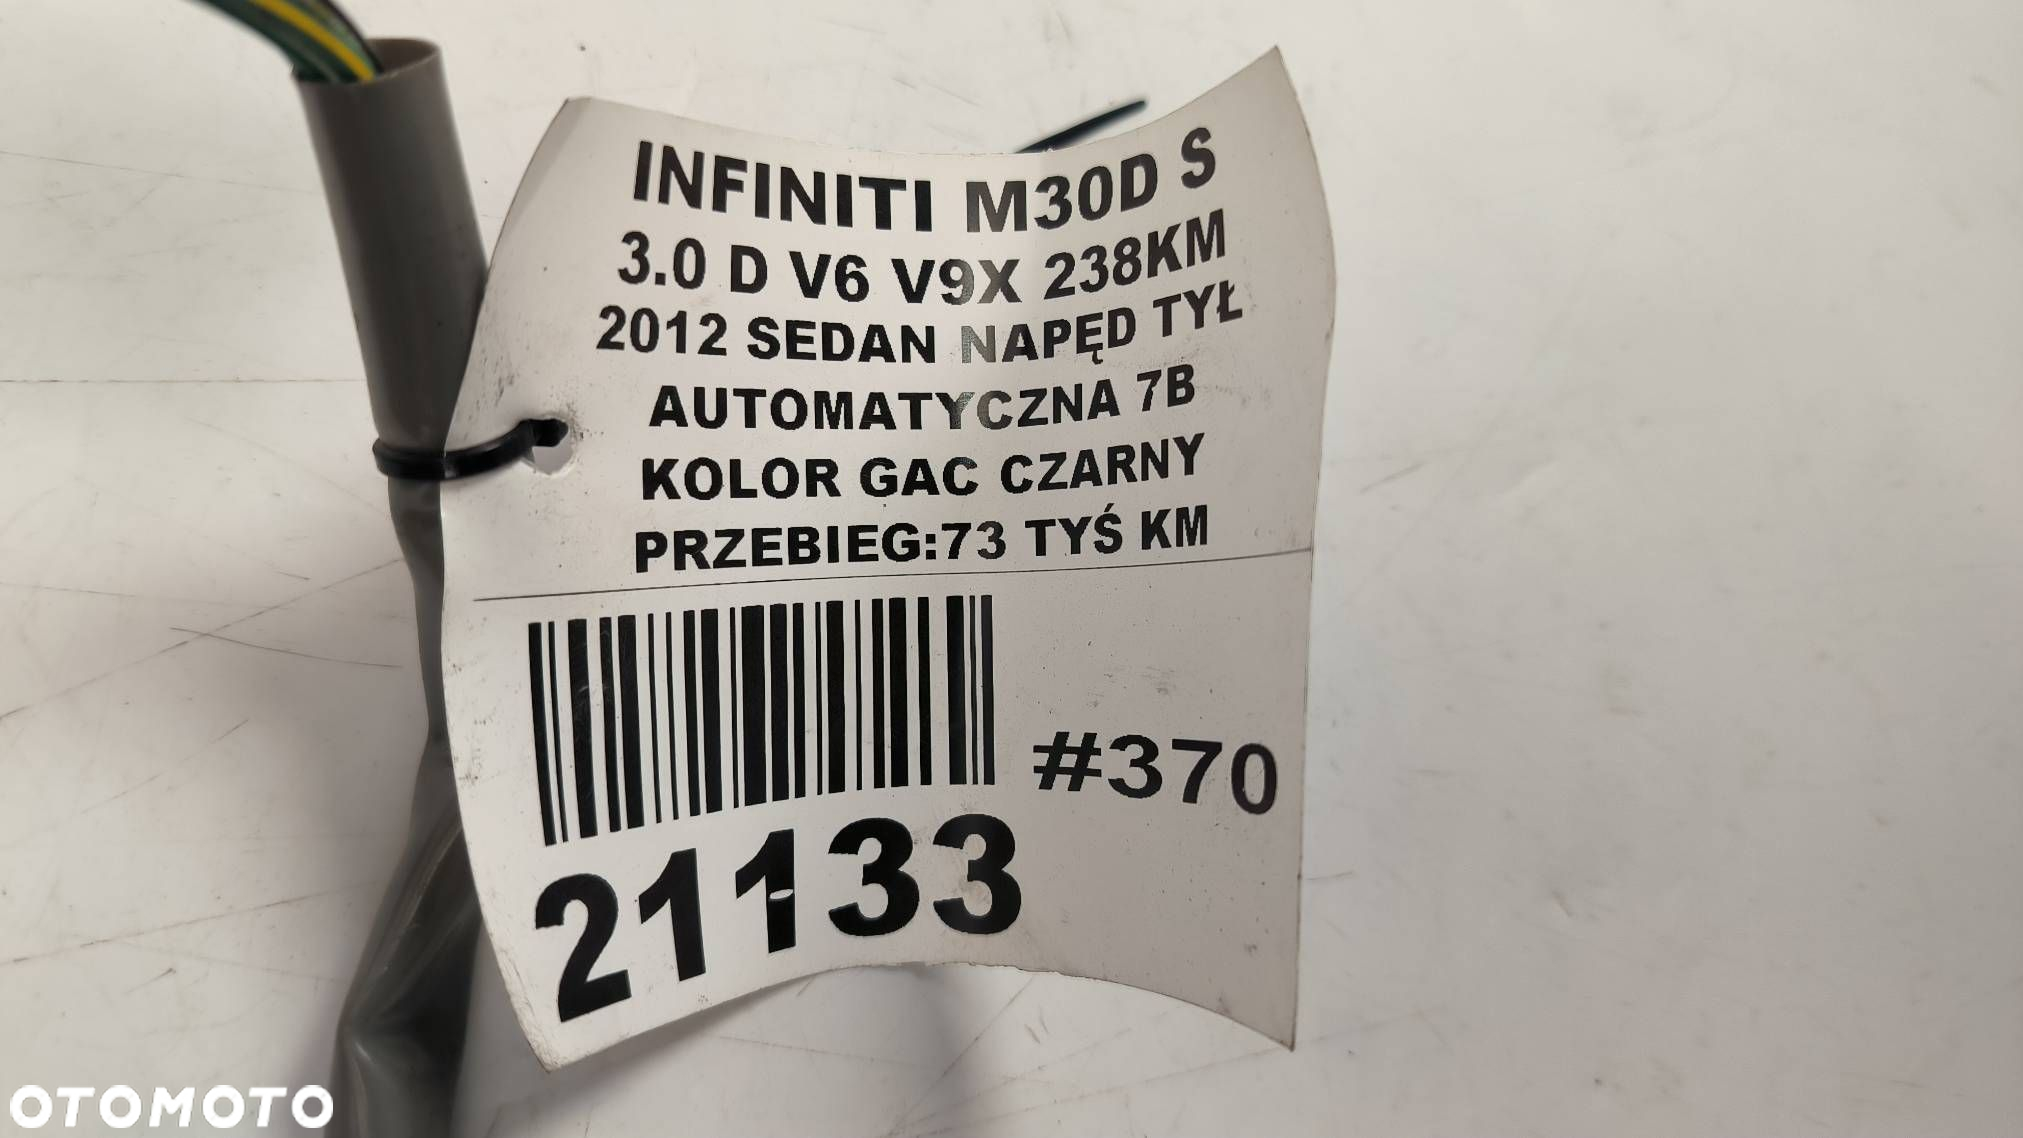 INFINITI M30D S
3.0 D V6 V9X 238KM
2012 SEDAN NAPĘD TYŁ
AUTOMATYCZNA 7B
KOLOR GAC CZARNY
PRZEBIEG:73 TYŚ KM
#370
21133
OTOMOTO